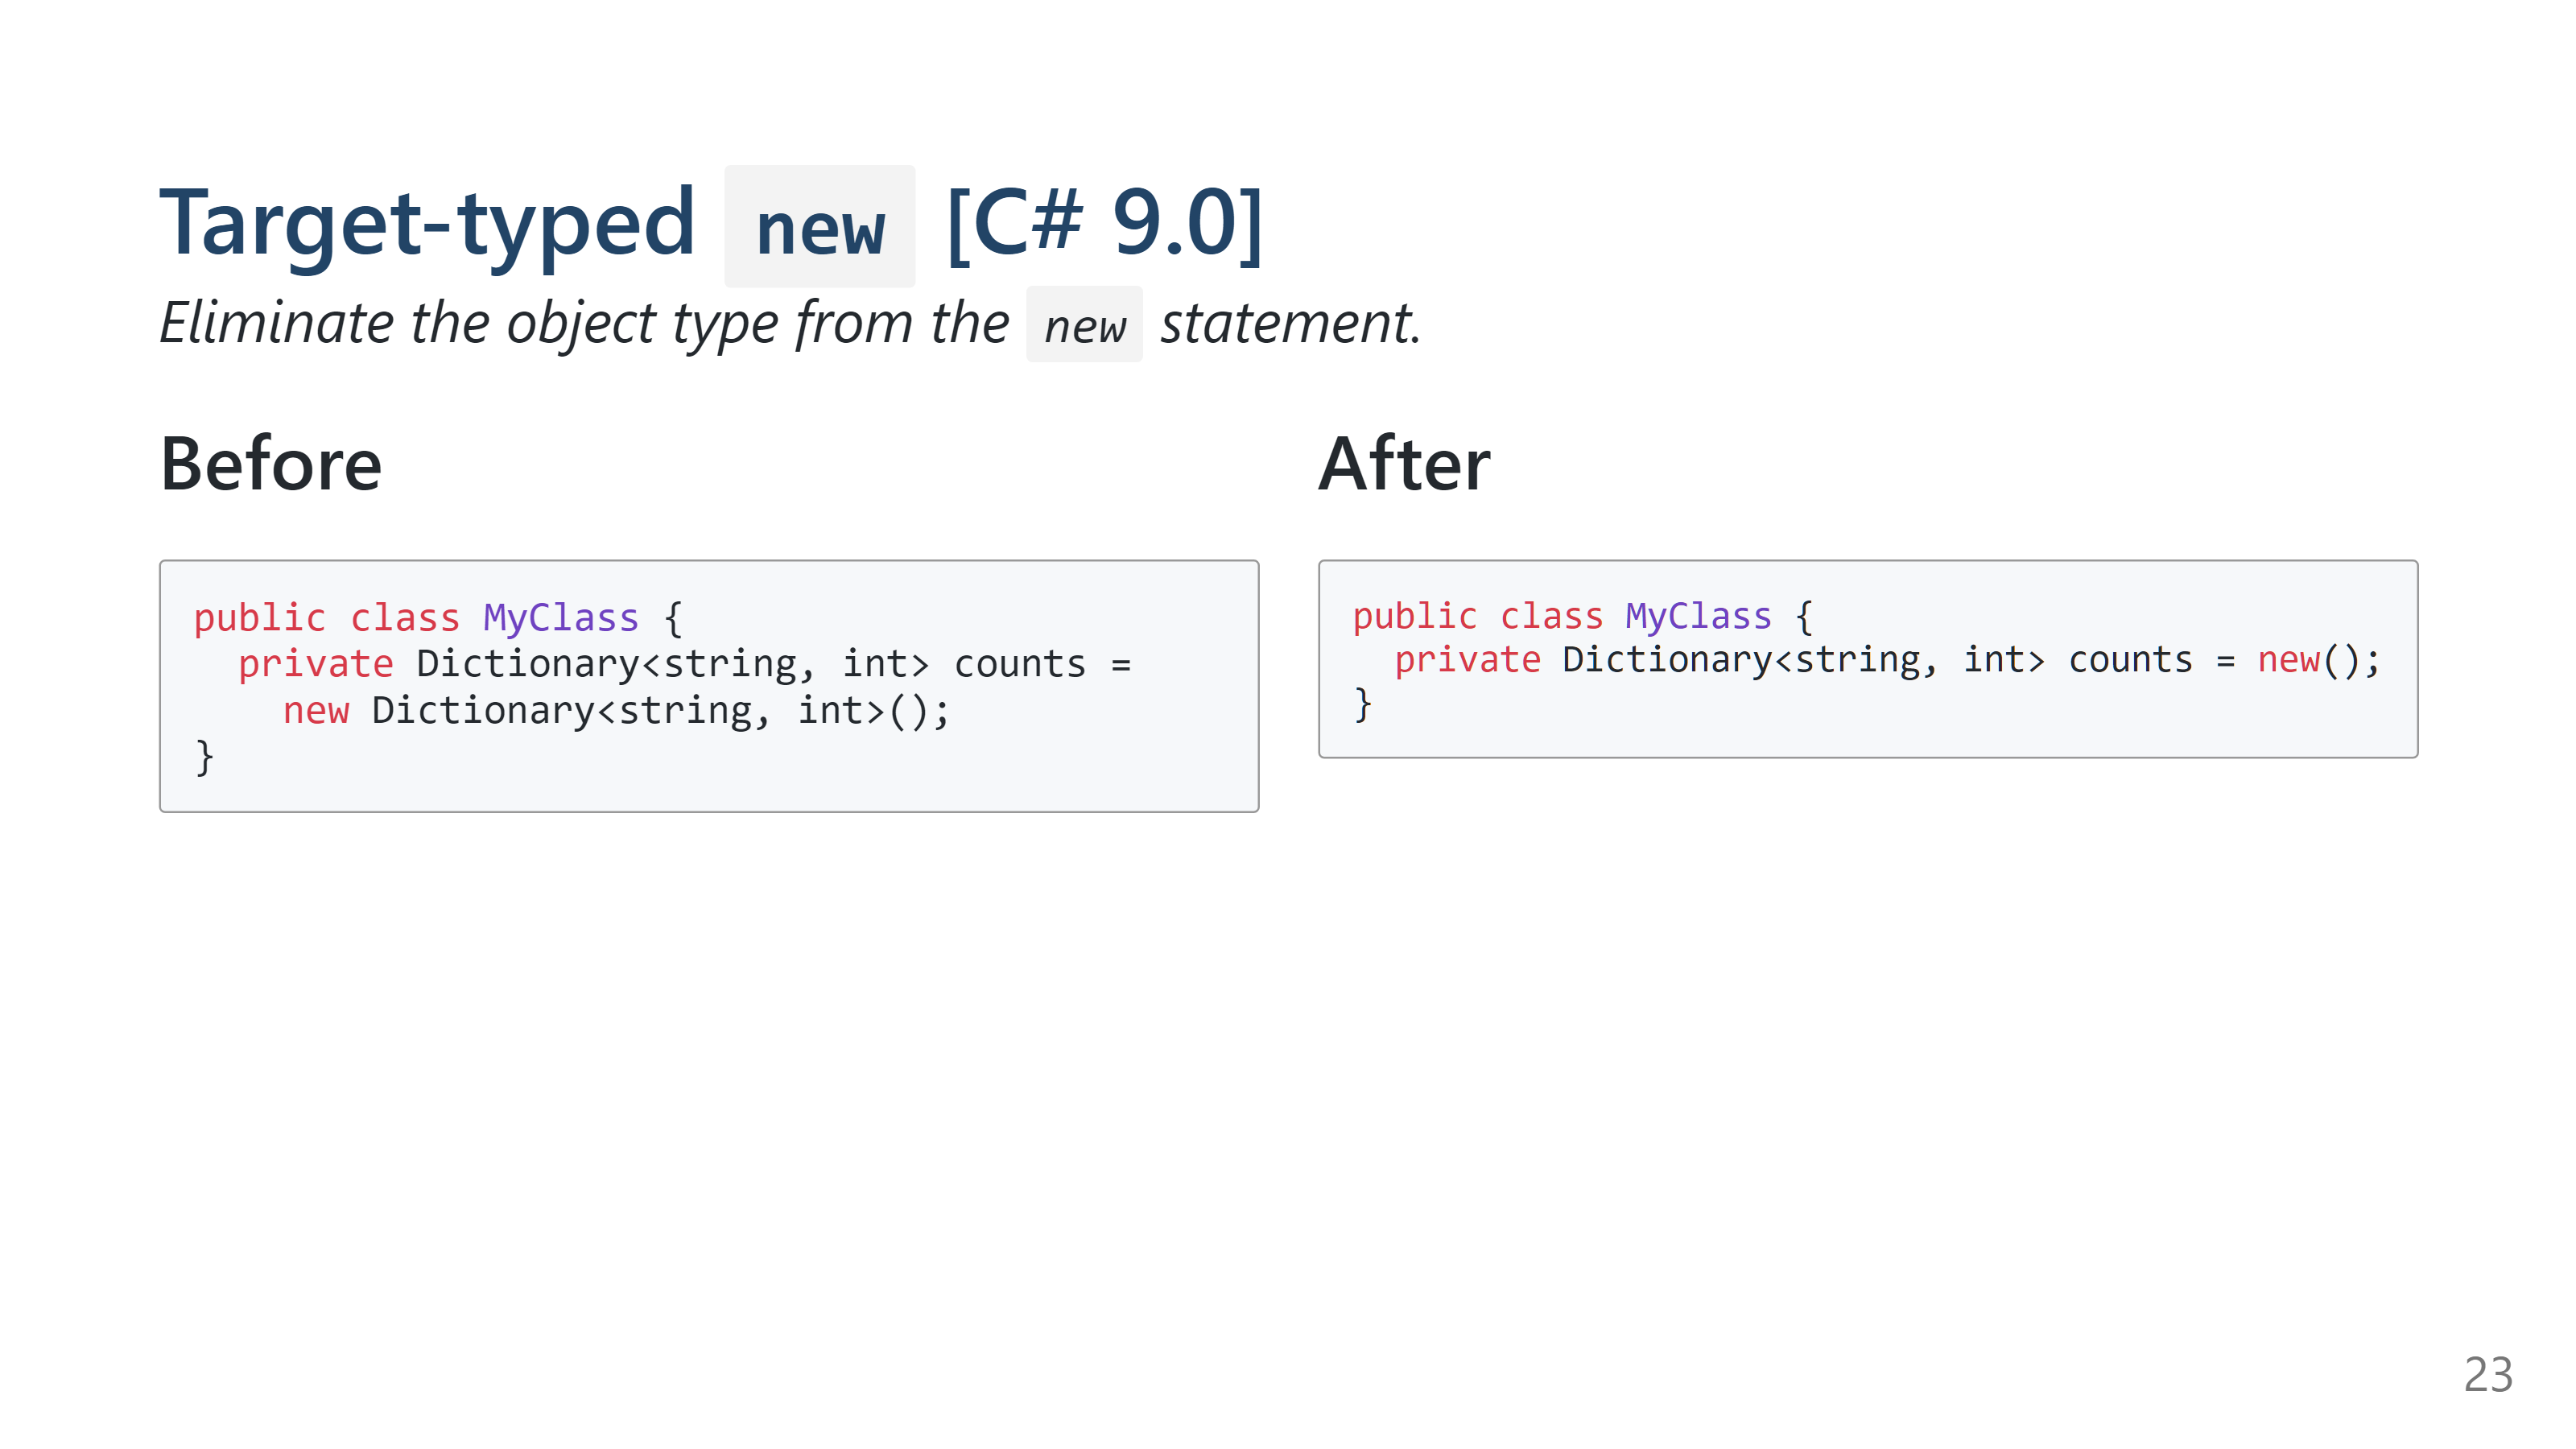 Target-typed new [C# 9.0]
Eliminate the object type from the new statement.
Before
public class MyClass {
  private Dictionary<string, int> counts =
    new Dictionary<string, int>();
}
After
public class MyClass {
  private Dictionary<string, int> counts = new();
}
23